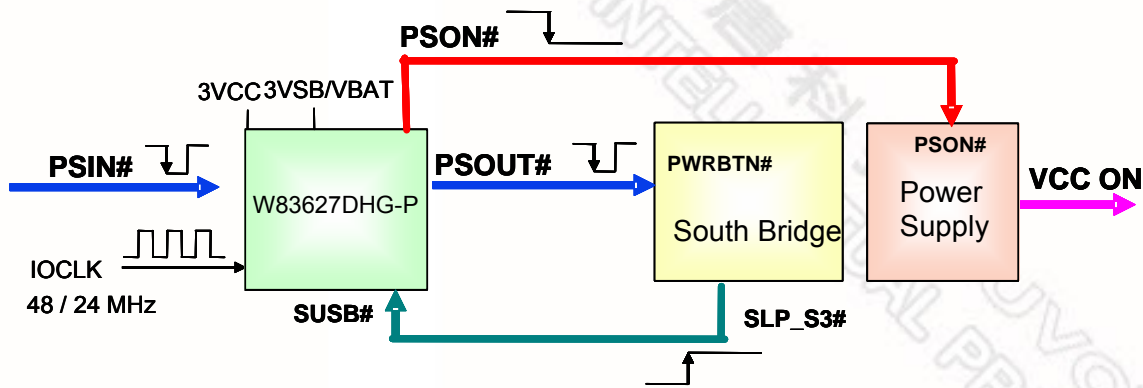 PSON#
3VCC 3VSB/VBAT
PSIN#
W83627DHG-P
PSOUT#
PWRBTN#
South Bridge
PSON#
Power
Supply
VCC ON
IOCLK
48 / 24 MHz
SUSB#
SLP_S3#